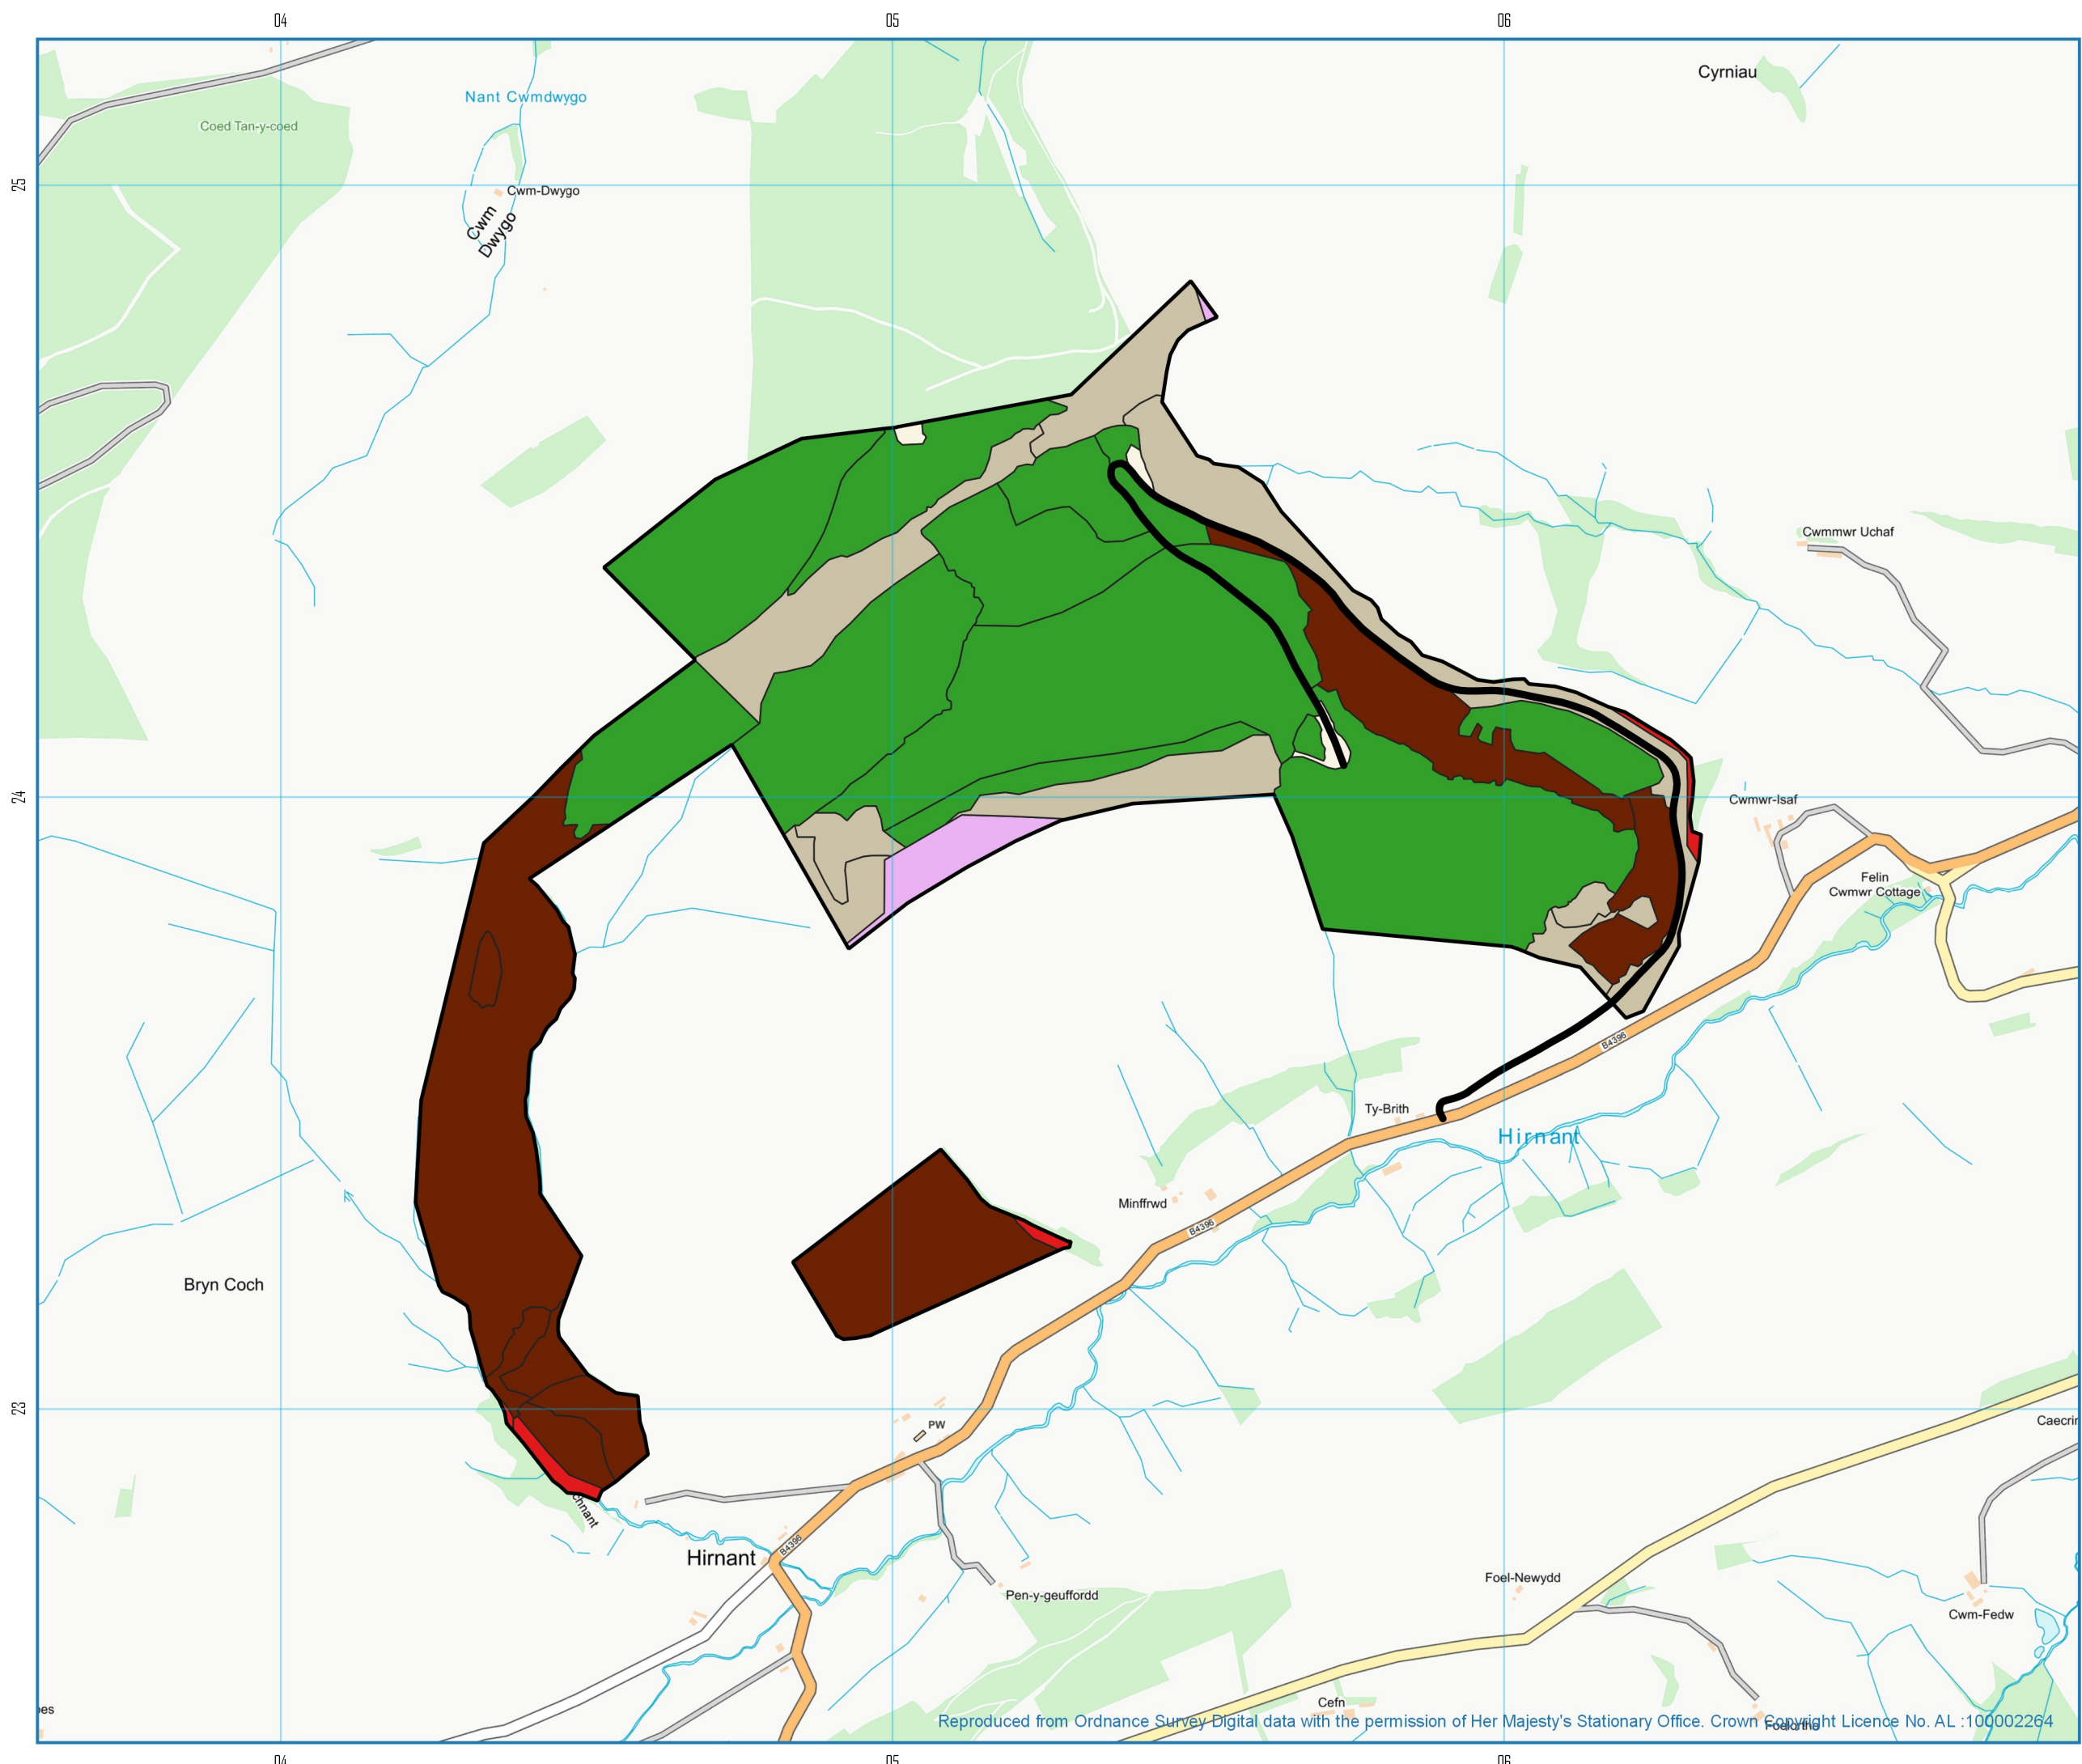 04 05 06
Cyrniau
Nant Cwmdwygo
Coed Tan-y-coed
25
Cwm-Dwygo
Cwm
Dwygo
Cwmmwr Uchaf
24
Cwmwr-Isaf
Felin
Cwmwr Cottage
B4396
Ty-Brith
Hirnant
Minffrwd
B4396
Bryn Coch
23
PW
Caecrir
chnant
B4396
Hirnant
Pen-y-geuffordd
Foel-Newydd
Cwm-Fedw
Cefn
Reproduced from Ordnance Survey Digital data with the permission of Her Majesty's Stationary Office. Crown Copyright Licence No. AL :100002264
04 05 06